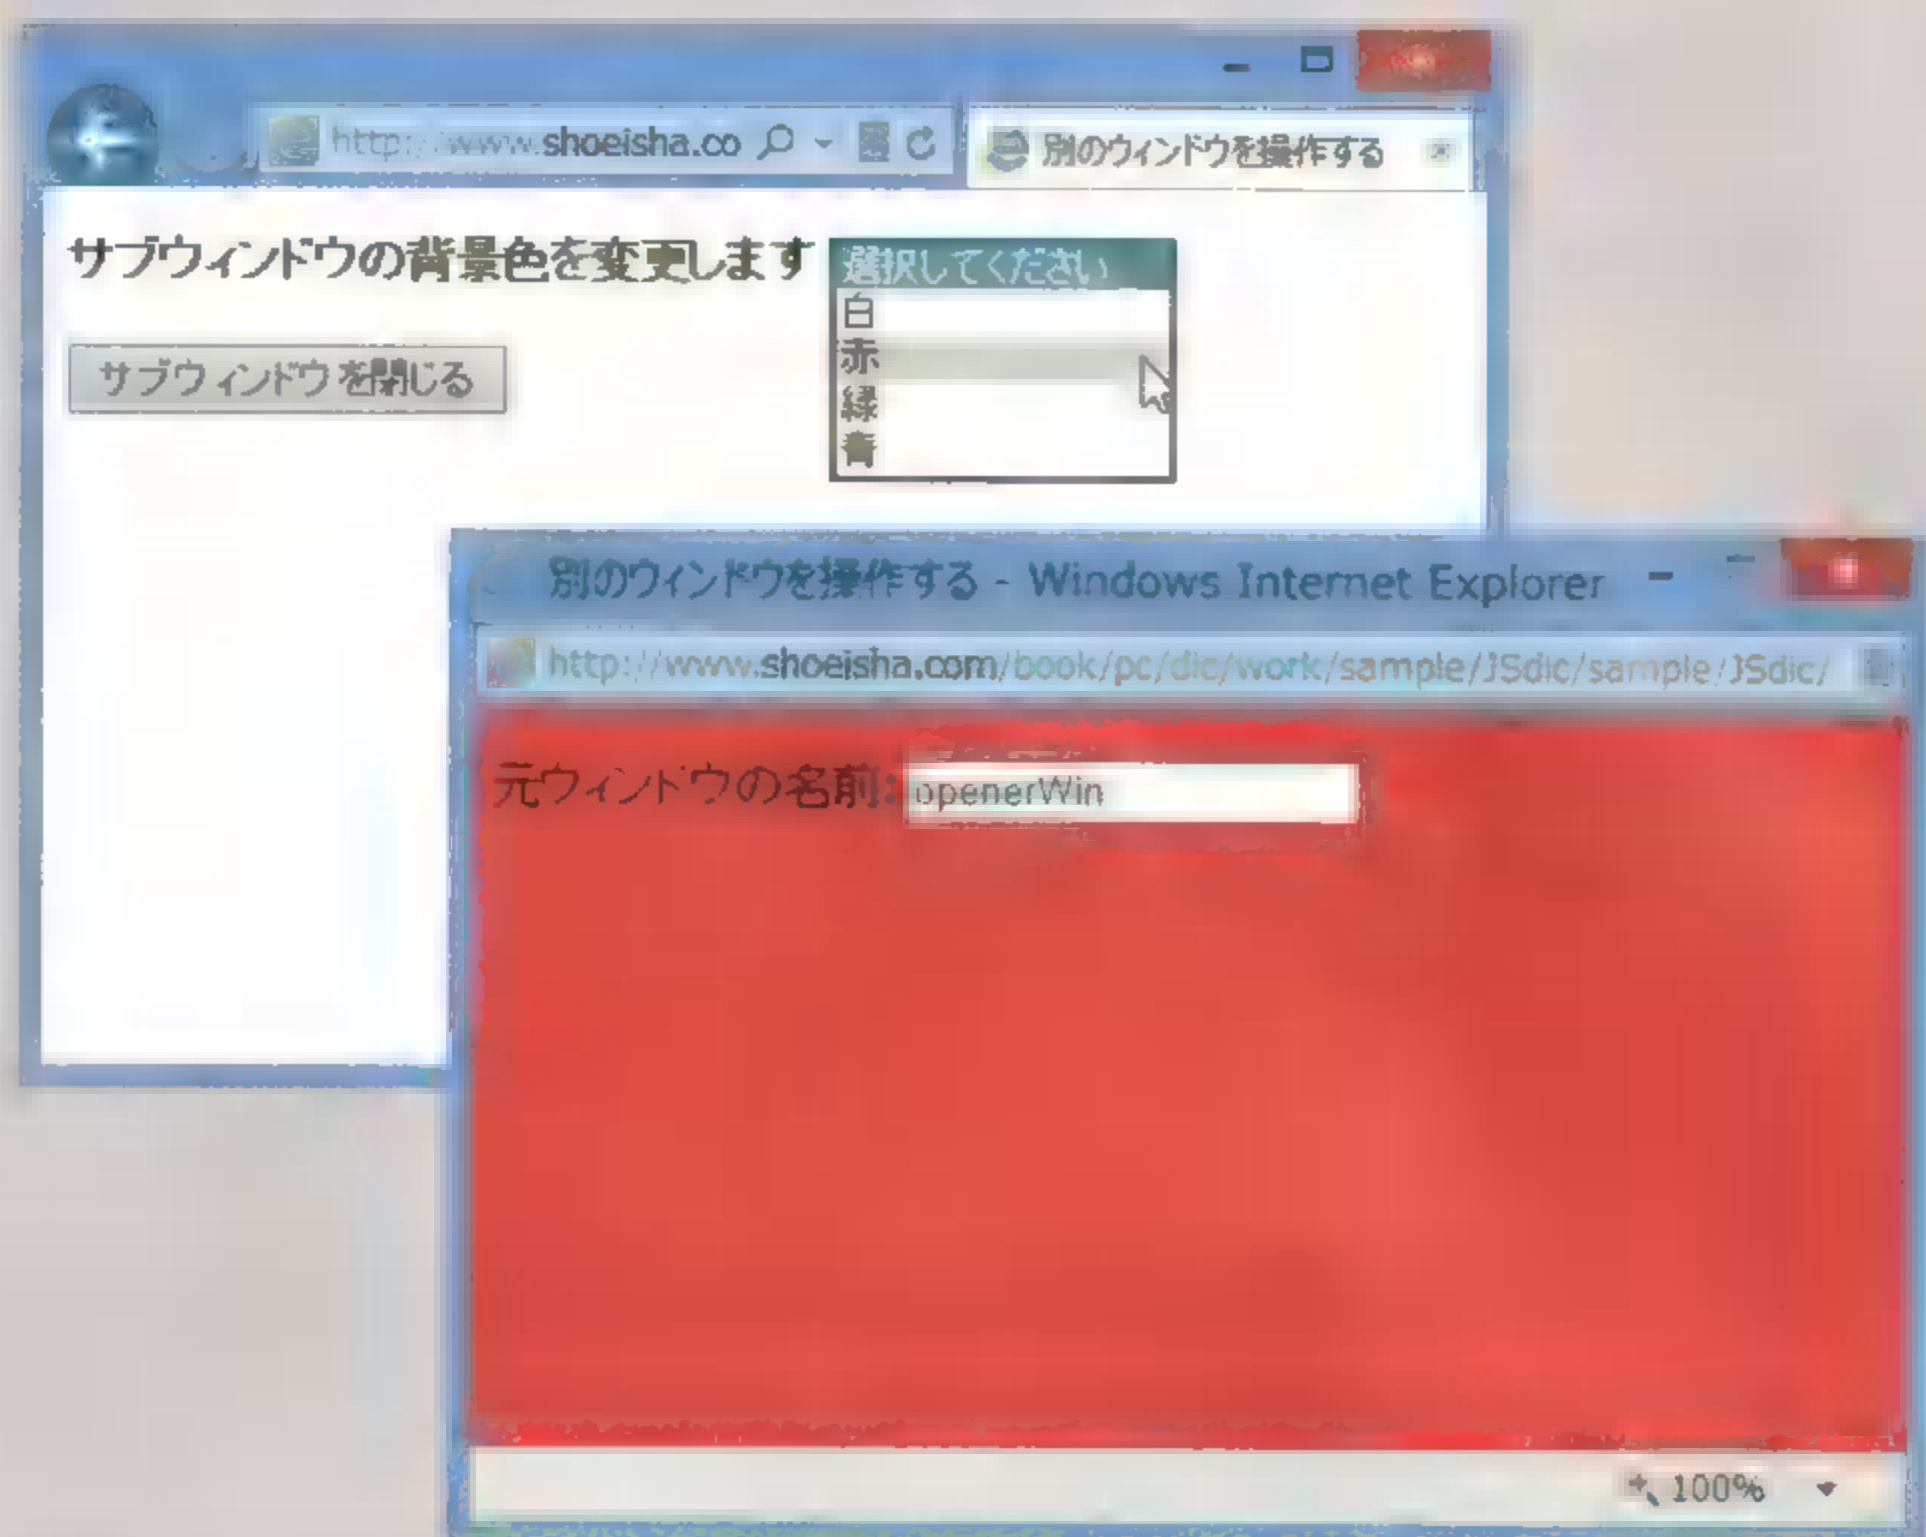 http://www.shoeisha.co
別のウィンドウを操作する
サブウィンドウの背景色を変更します
選択してください
白
赤
緑
青
サブウィンドウを閉じる
別のウィンドウを操作する - Windows Internet Explorer
http://www.shoeisha.com/book/pc/dic/work/sample/JSdic/sample/JSdic/
元ウィンドウの名前: openerWin
100%